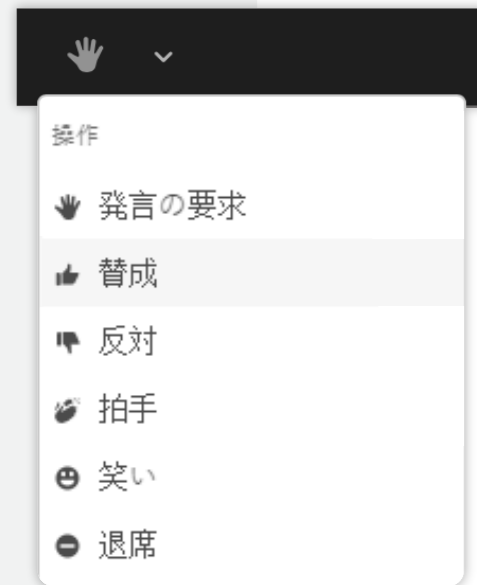 操作
発言の要求
賛成
反対
拍手
笑い
退席